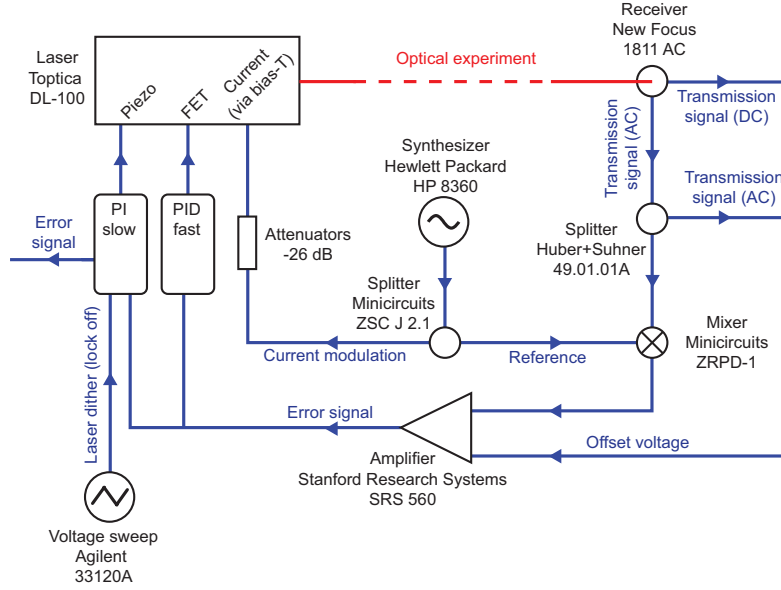 Receiver
New Focus
1811 AC
Laser
Toptica
DL-100
Piezo
FET
Current
(via bias-T)
Optical experiment
Transmission
signal (DC)
Transmission
signal (AC)
Synthesizer
Hewlett Packard
HP 8360
Transmission
signal (AC)
PI
slow
PID
fast
Error
signal
Attenuators
-26 dB
Splitter
Huber+Suhner
49.01.01A
Splitter
Minicircuits
ZSC J 2.1
Mixer
Minicircuits
ZRPD-1
Current modulation
Reference
Laser dither (lock off)
Error signal
Offset voltage
Amplifier
Stanford Research Systems
SRS 560
Voltage sweep
Agilent
33120A